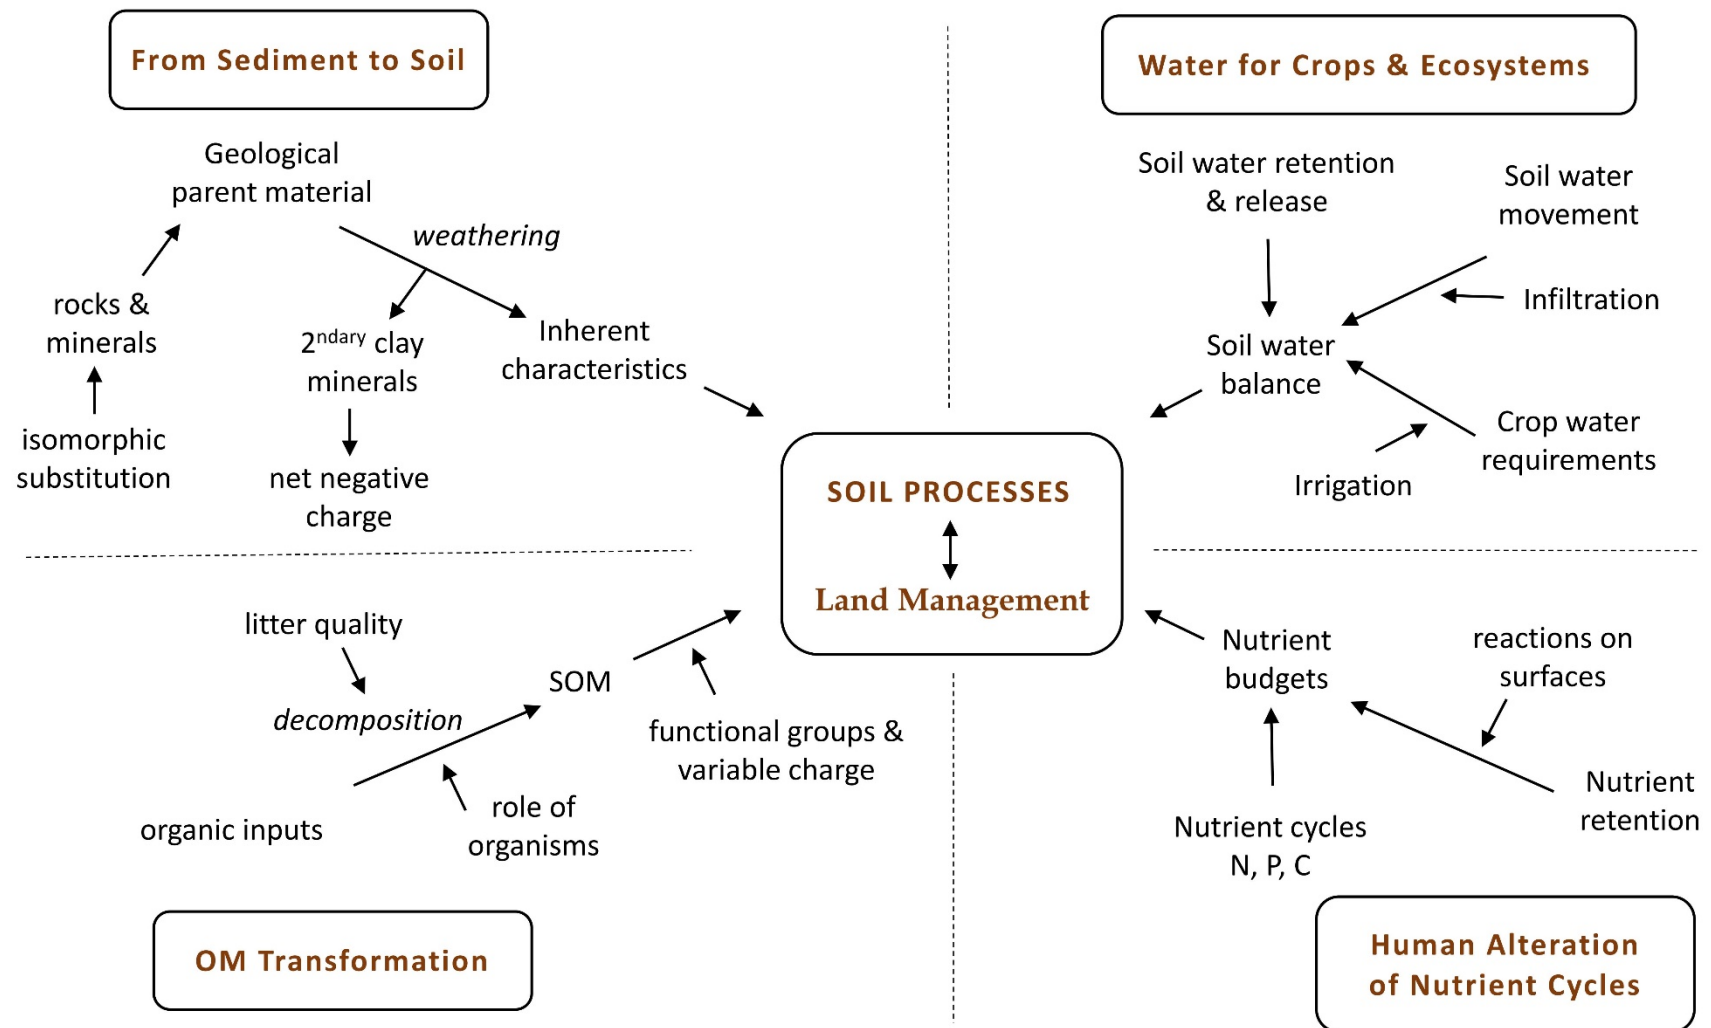 From Sediment to Soil
Geological
parent material
weathering
rocks &
minerals
2ndary clay
minerals
Inherent
characteristics
isomorphic
substitution
net negative
charge
Water for Crops & Ecosystems
Soil water retention
& release
Soil water
movement
Infiltration
Soil water
balance
Crop water
requirements
Irrigation
SOIL PROCESSES
Land Management
litter quality
SOM
decomposition
functional groups &
variable charge
organic inputs
role of
organisms
OM Transformation
Nutrient
budgets
reactions on
surfaces
Nutrient
retention
Nutrient cycles
N, P, C
Human Alteration
of Nutrient Cycles